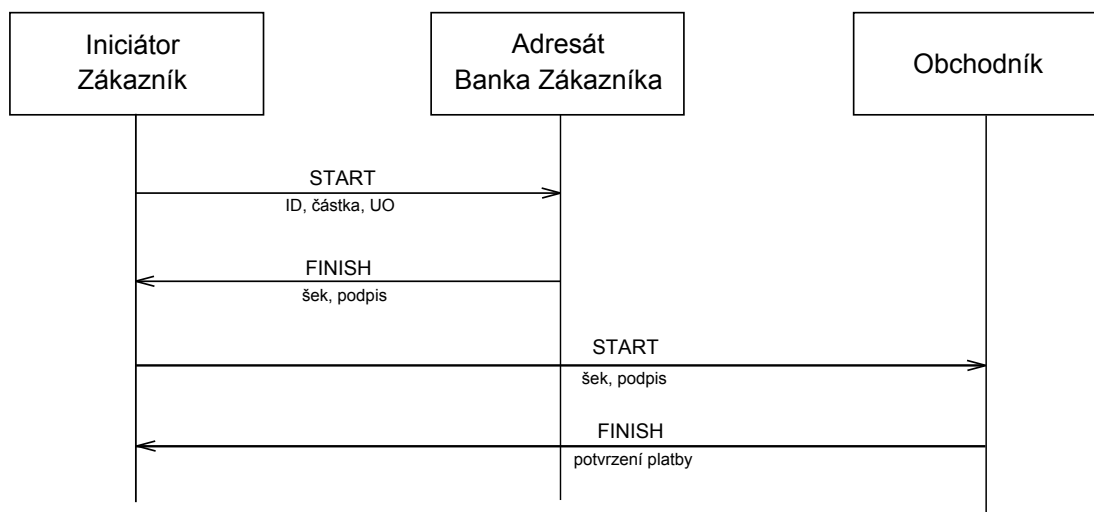 Iniciátor
Zákazník
Adresát
Banka Zákazníka
Obchodník
START
ID, částka, UO
FINISH
šek, podpis
START
šek, podpis
FINISH
potvrzení platby